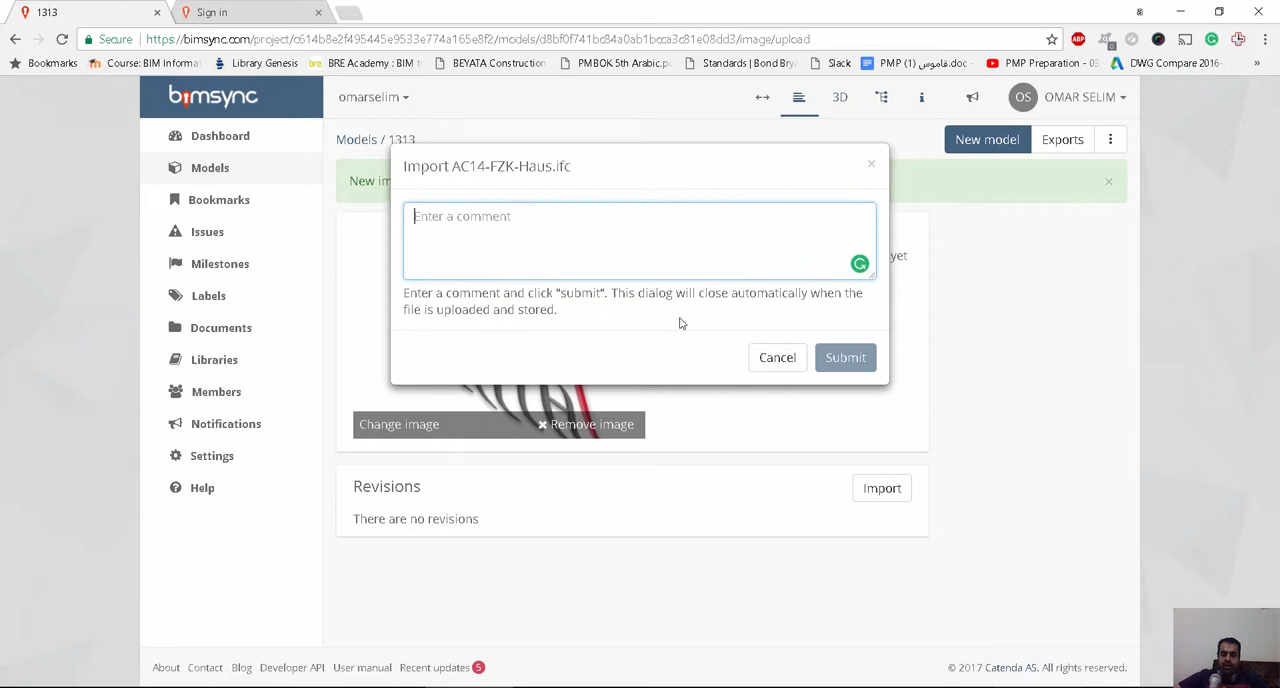 1313
Sign in
Secure
https://bimsync.com/project/c614b8e2f495445e9533e774a165e8f2/models/d8bf0f741bc84a0ab1bcca3c81e08dd3/image/upload
ABP
0
Bookmarks
Course: BIM Informa
Library Genesis
BRE Academy : BIM
BEYATA Construction
PMBOK 5th Arabic.p
Standards | Bond Bry
Slack
قاموس (1) PMP.doc
PMP Preparation - 03
DWG Compare 2016-
bimsync
omarselim
3D
OS
OMAR SELIM
Dashboard
Models
Bookmarks
Issues
Milestones
Labels
Documents
Libraries
Members
Notifications
Settings
Help
Models / 1313
New model
Exports
New im
Import AC14-FZK-Haus.ifc
Enter a comment
yet
Enter a comment and click "submit". This dialog will close automatically when the
file is uploaded and stored.
Cancel
Submit
Change image
Remove image
Revisions
Import
There are no revisions
About
Contact
Blog
Developer API
User manual
Recent updates
5
© 2017 Catenda AS. All rights reserved.